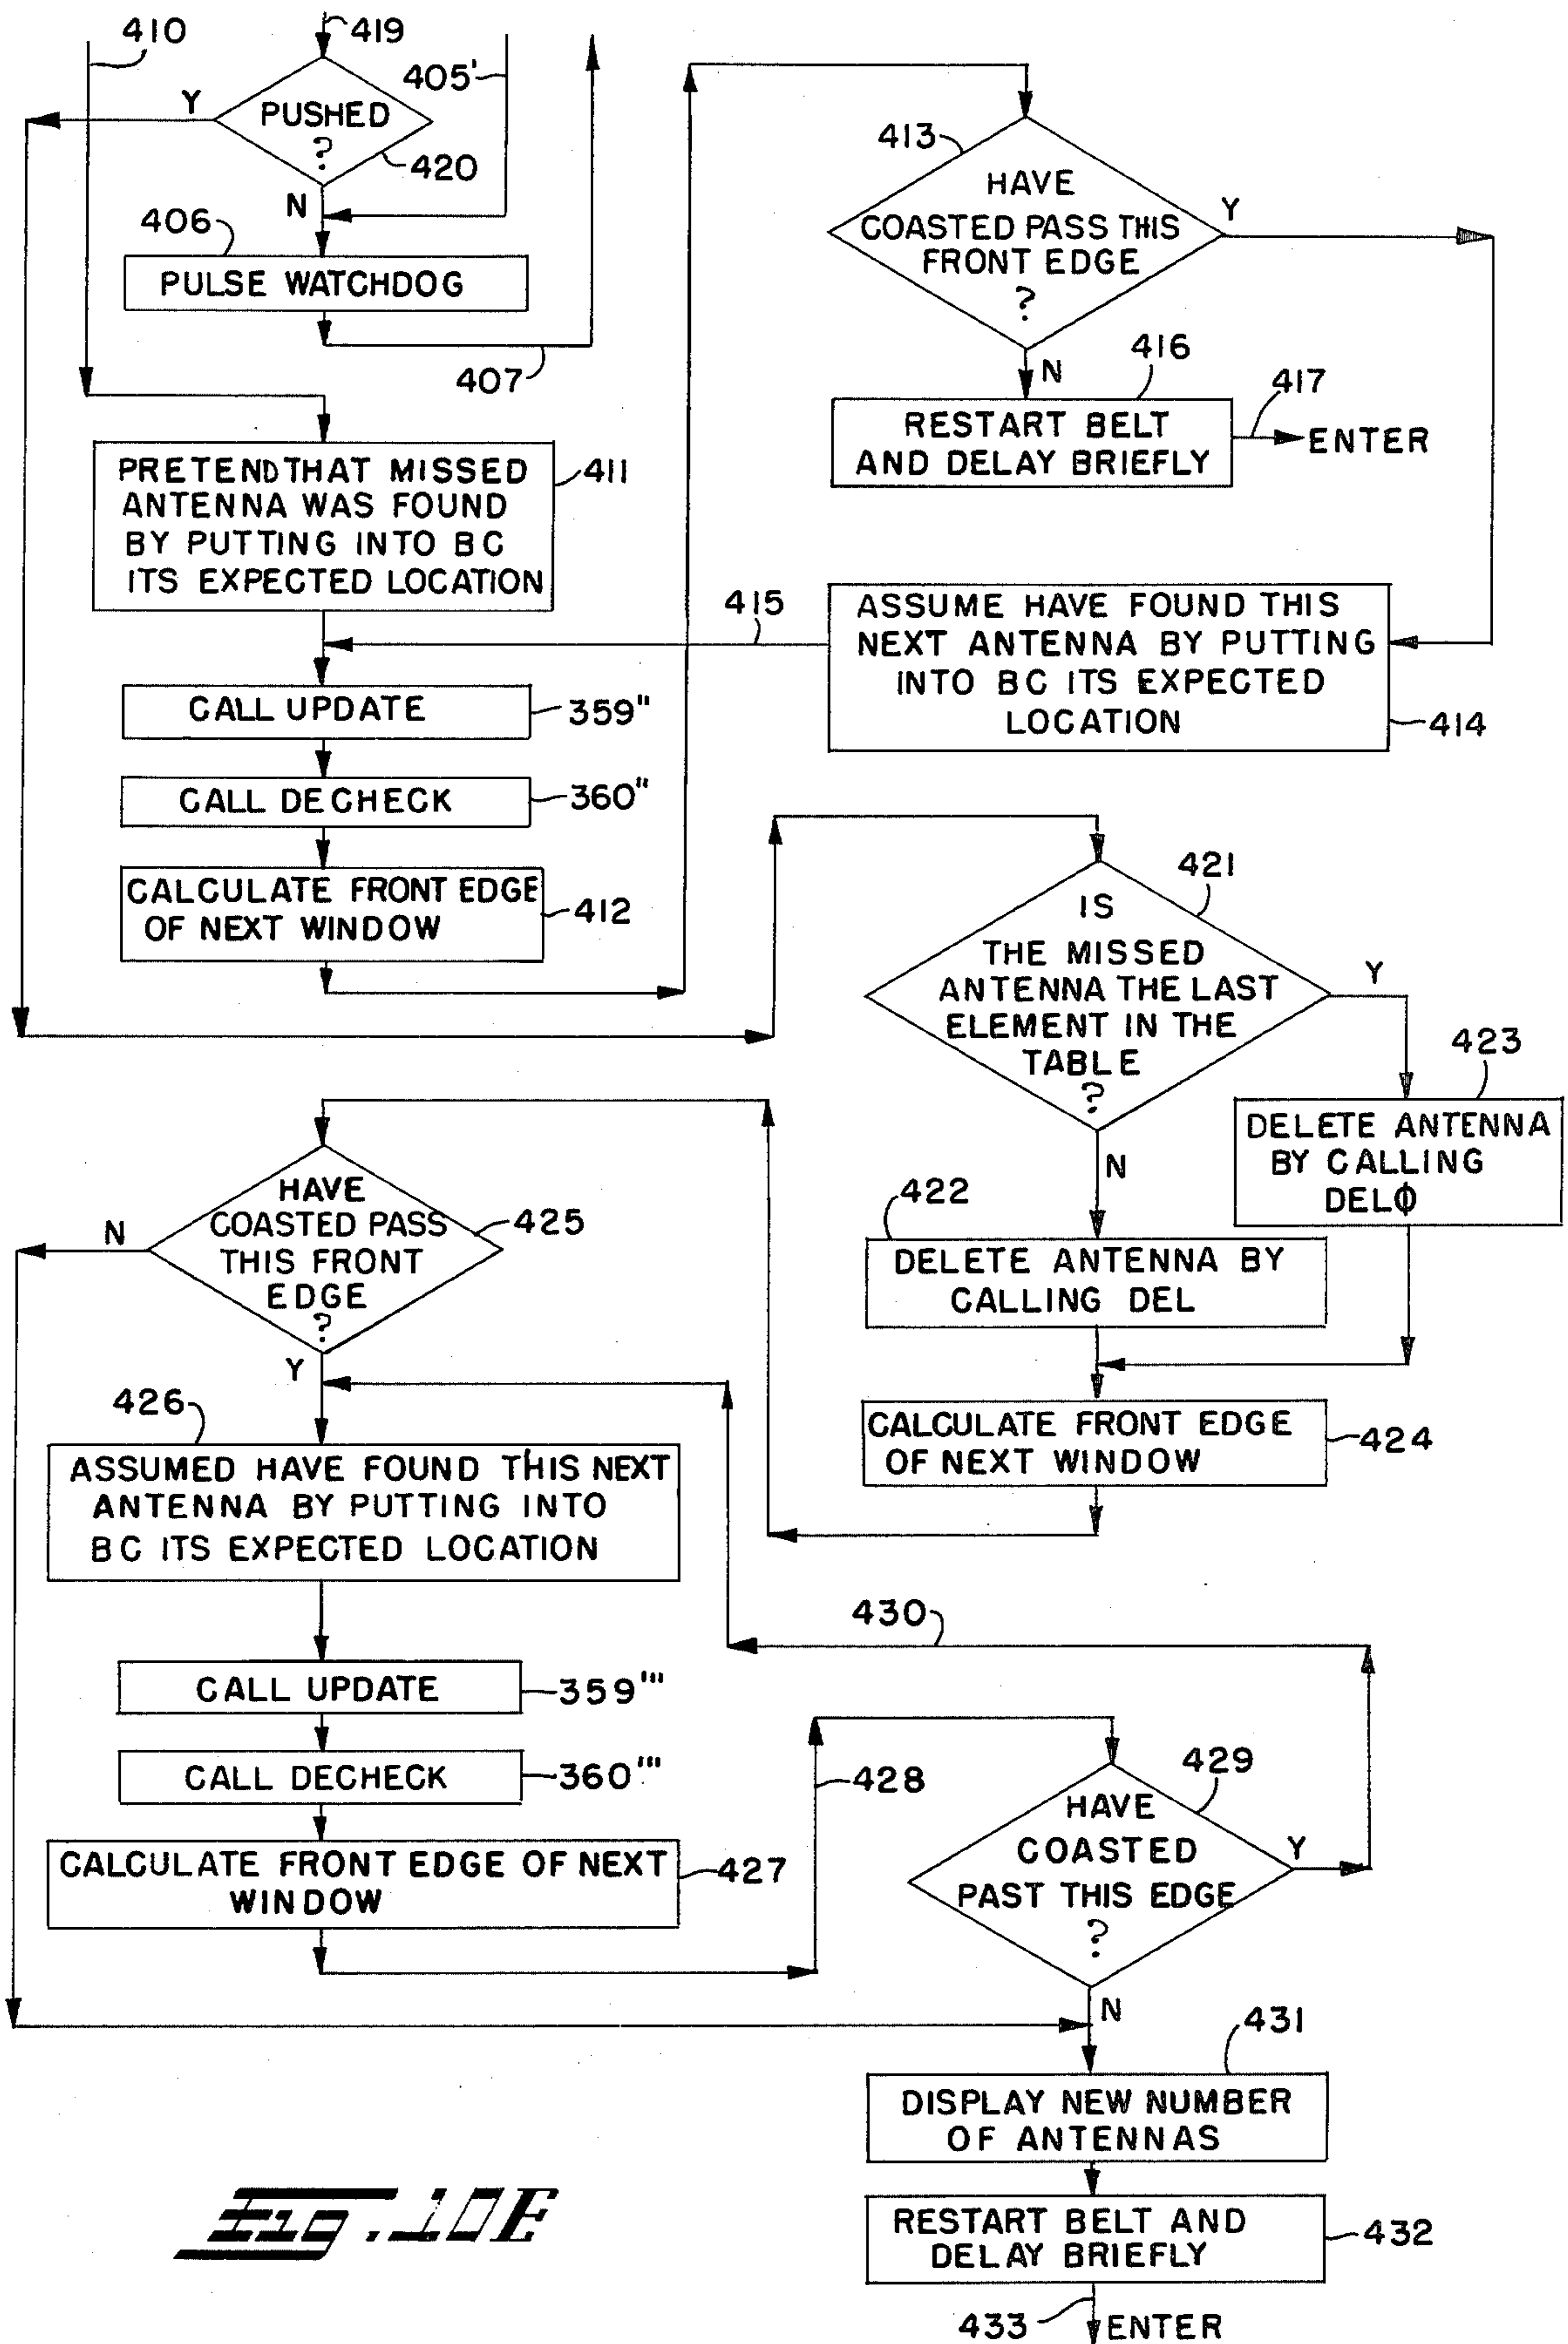 410
419
405'
Y
PUSHED
?
420
N
406
PULSE WATCHDOG
407
PRETEND THAT MISSED
ANTENNA WAS FOUND
BY PUTTING INTO BC
ITS EXPECTED LOCATION
411
CALL UPDATE
359"
CALL DECHECK
360"
CALCULATE FRONT EDGE
OF NEXT WINDOW
412
413
HAVE
COASTED PASS THIS
FRONT EDGE
?
Y
N
416
RESTART BELT
AND DELAY BRIEFLY
417
ENTER
415
ASSUME HAVE FOUND THIS
NEXT ANTENNA BY PUTTING
INTO BC ITS EXPECTED
LOCATION
414
421
IS
THE MISSED
ANTENNA THE LAST
ELEMENT IN THE
TABLE
?
Y
N
423
DELETE ANTENNA
BY CALLING
DELϕ
422
DELETE ANTENNA BY
CALLING DEL
CALCULATE FRONT EDGE
OF NEXT WINDOW
424
HAVE
COASTED PASS
THIS FRONT
EDGE
?
425
N
Y
426
ASSUMED HAVE FOUND THIS NEXT
ANTENNA BY PUTTING INTO
BC ITS EXPECTED LOCATION
CALL UPDATE
359'''
CALL DECHECK
360'''
CALCULATE FRONT EDGE OF NEXT
WINDOW
427
428
430
429
HAVE
COASTED
PAST THIS EDGE
?
Y
N
431
DISPLAY NEW NUMBER
OF ANTENNAS
RESTART BELT AND
DELAY BRIEFLY
432
433
ENTER
FIG. 10E